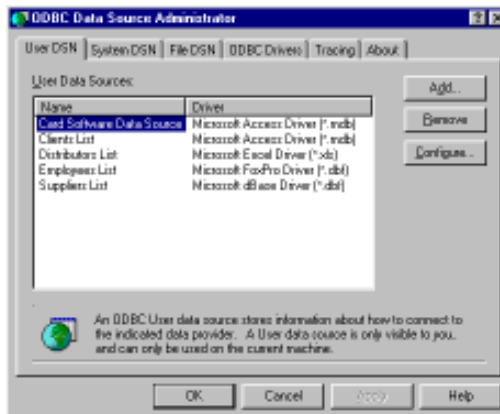 ODBC Data Source Administrator
User DSN System DSN File DSN ODBC Drivers Tracing About
User Data Sources:
Add...
Name Driver
Card Software Data Source Microsoft Access Driver (*.mdb)
Remove
Clients List Microsoft Access Driver (*.mdb)
Distributors List Microsoft Excel Driver (*.xls)
Configure...
Employees List Microsoft FoxPro Driver (*.dbf)
Suppliers List Microsoft dBase Driver (*.dbf)
An ODBC User data source stores information about how to connect to
the indicated data provider. A User data source is only visible to you,
and can only be used on the current machine.
OK Cancel Apply Help